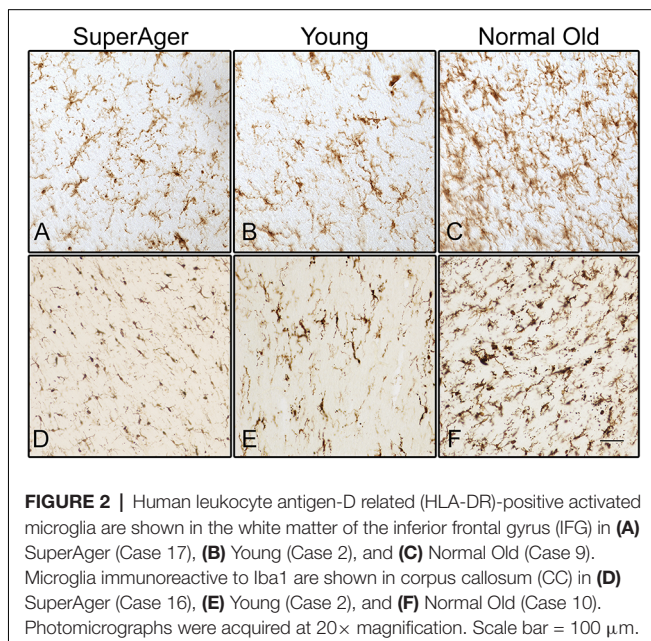 SuperAger Young Normal Old
A B C
D E F
FIGURE 2 | Human leukocyte antigen-D related (HLA-DR)-positive activated
microglia are shown in the white matter of the inferior frontal gyrus (IFG) in (A)
SuperAger (Case 17), (B) Young (Case 2), and (C) Normal Old (Case 9).
Microglia immunoreactive to Iba1 are shown in corpus callosum (CC) in (D)
SuperAger (Case 16), (E) Young (Case 2), and (F) Normal Old (Case 10).
Photomicrographs were acquired at 20× magnification. Scale bar = 100 μm.